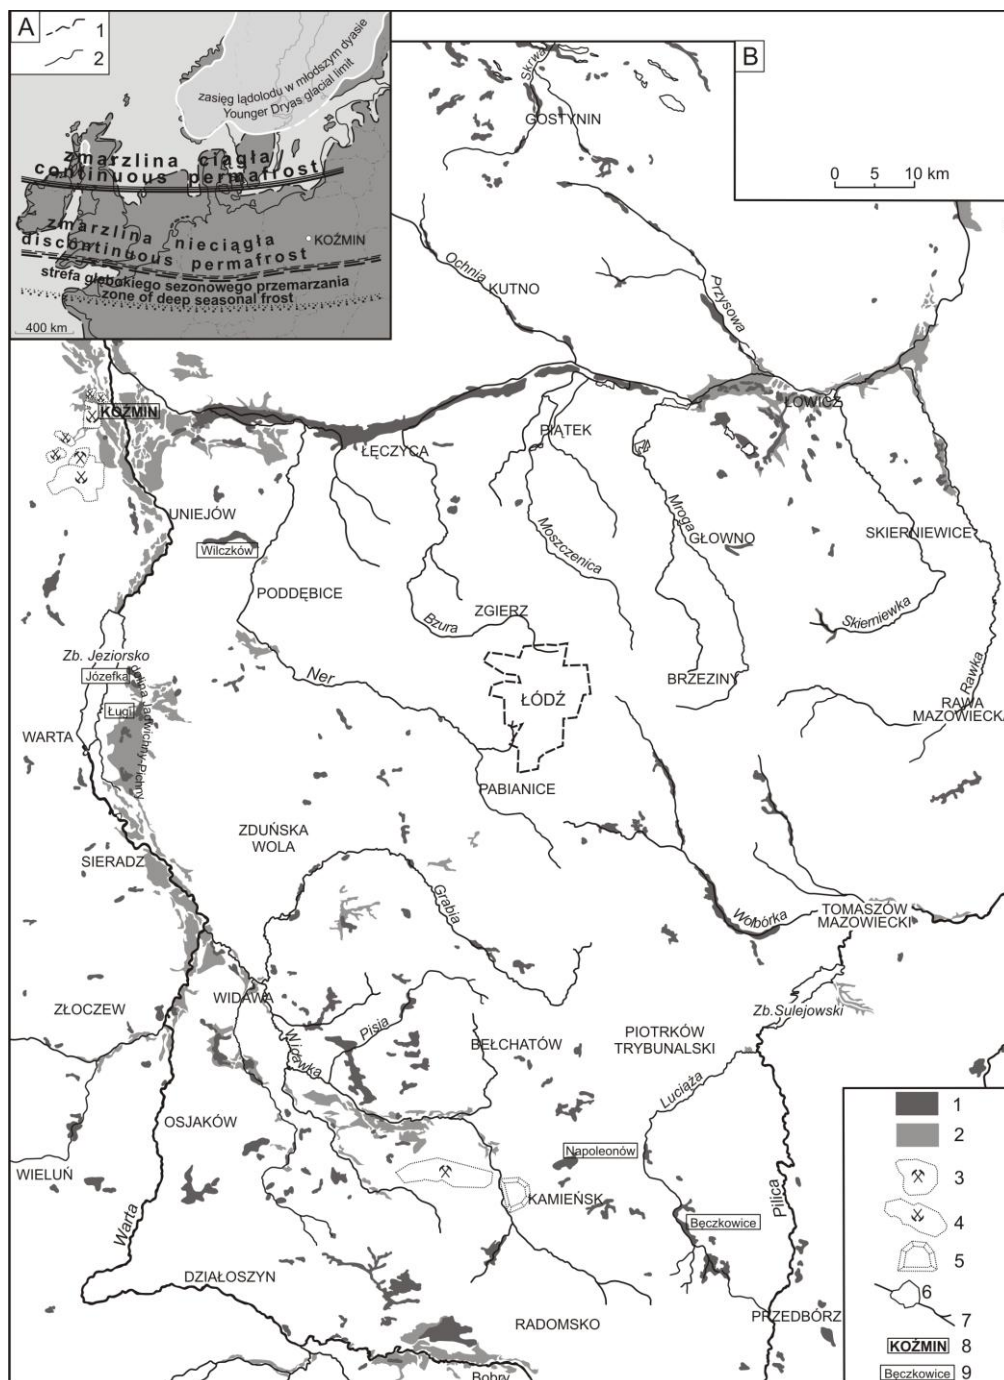 A
1
2
zasięg lądolodu w młodszym dryasie
Younger Dryas glacial limit
zmarzlina ciągła
continuous permafrost
zmarzlina nieciągła
discontinuous permafrost
KOŹMIN
strefa głębokiego sezonowego przemarzania
zone of deep seasonal frost
400 km
B
0 5 10 km
Skrwa
GOSTYNIN
Ochnia
KUTNO
Przysowa
KOŹMIN
ŁOWICZ
PIĄTEK
ŁĘCZYCA
UNIEJÓW
Wilczków
Moszczenica
Mroga
GŁOWNO
SKIERNIEWICE
PODDĘBICE
ZGIERZ
Bzura
Skierniewka
Rawka
Zb. Jeziorsko
Józefka
Ługi
dolina Jadwichny-Pichny
Ner
ŁÓDŹ
BRZEZINY
RAWA
MAZOWIECKA
WARTA
PABIANICE
ZDUŃSKA
WOLA
SIERADZ
Grabia
Wolbórka
TOMASZÓW
MAZOWIECKI
WIDAWA
ZŁOCZEW
Pisia
Widawka
BEŁCHATÓW
PIOTRKÓW
TRYBUNALSKI
Zb.Sulejowski
Luciąża
OSJAKÓW
WIELUŃ
Napoleonów
KAMIEŃSK
Bęczkowice
Pilica
Warta
DZIAŁOSZYN
RADOMSKO
PRZEDBÓRZ
Bobry
1
2
3
4
5
6
7
KOŹMIN 8
Bęczkowice 9